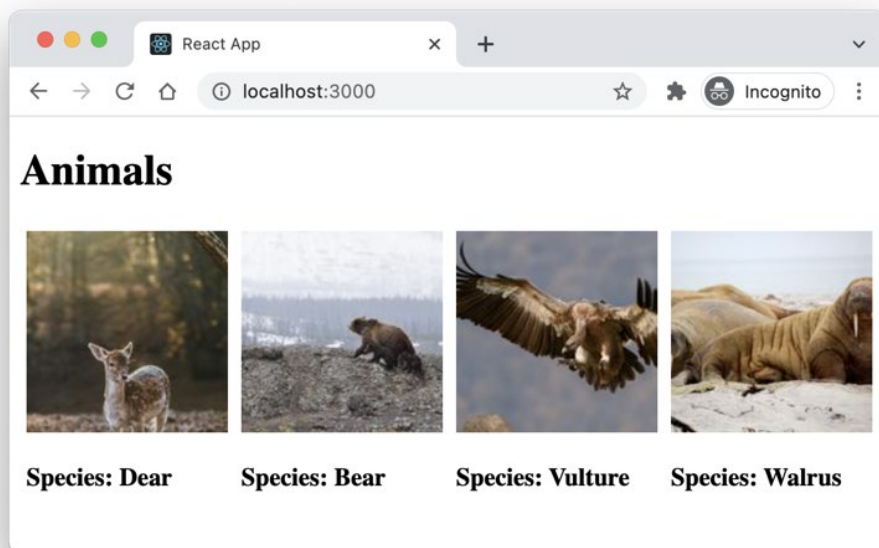 React App
localhost:3000
Incognito
Animals
Species: Dear
Species: Bear
Species: Vulture
Species: Walrus